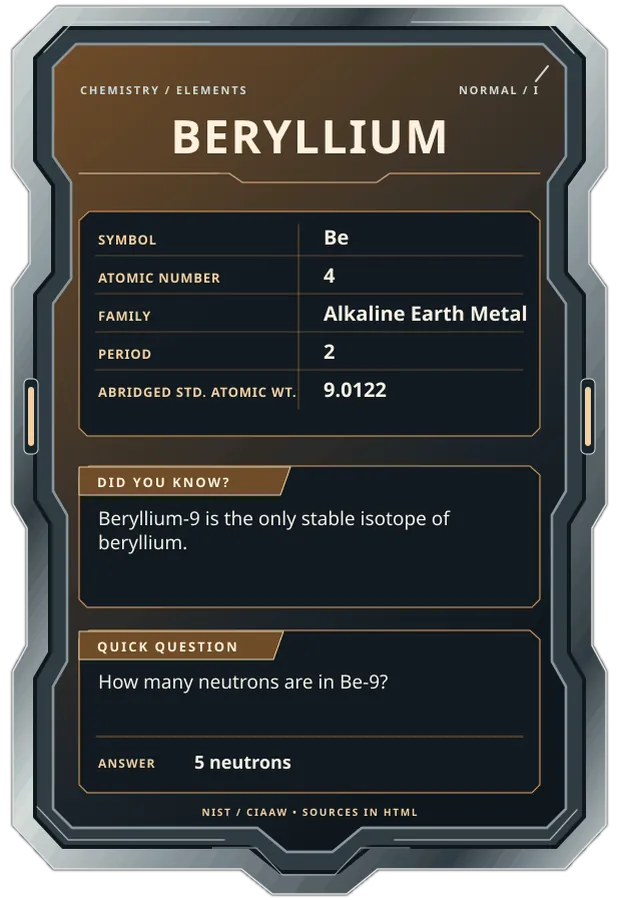 CHEMISTRY / ELEMENTS
NORMAL / I
BERYLLIUM
SYMBOL Be
ATOMIC NUMBER 4
FAMILY Alkaline Earth Metal
PERIOD 2
ABRIDGED STD. ATOMIC WT. 9.0122
DID YOU KNOW?
Beryllium-9 is the only stable isotope of
beryllium.
QUICK QUESTION
How many neutrons are in Be-9?
ANSWER 5 neutrons
NIST / CIAAW • SOURCES IN HTML